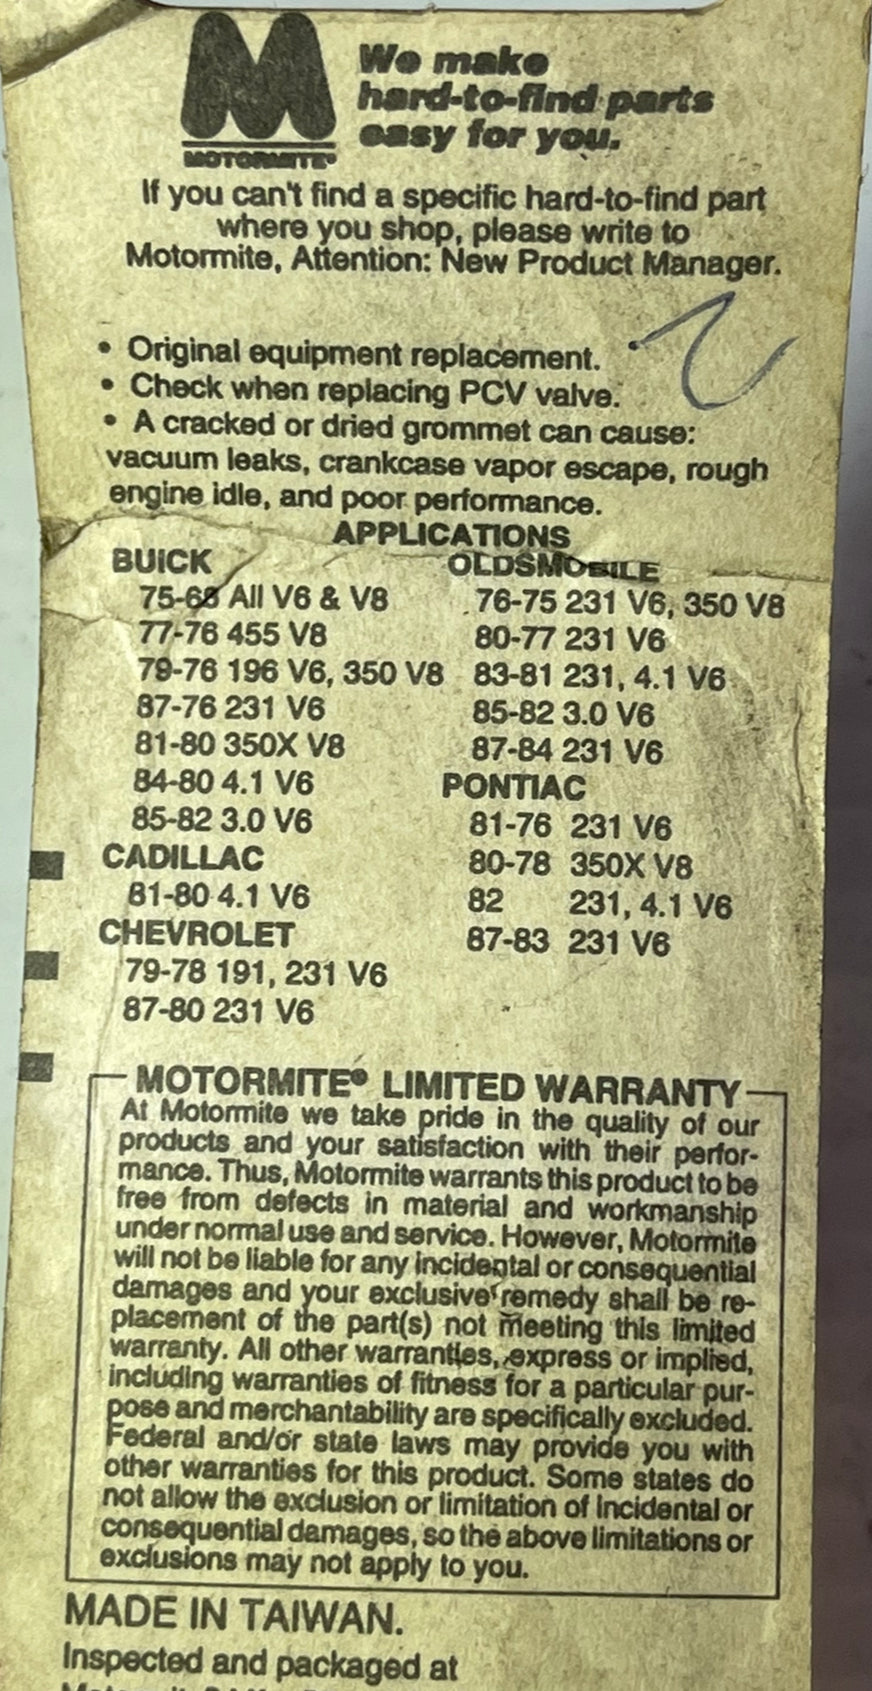 We make
hard-to-find parts
easy for you.
MOTORMITE®
If you can't find a specific hard-to-find part
where you shop, please write to
Motormite, Attention: New Product Manager.
• Original equipment replacement.
• Check when replacing PCV valve.
• A cracked or dried grommet can cause:
vacuum leaks, crankcase vapor escape, rough
engine idle, and poor performance.
APPLICATIONS
BUICK
75-68 All V6 & V8
77-76 455 V8
79-76 196 V6, 350 V8
87-76 231 V6
81-80 350X V8
84-80 4.1 V6
85-82 3.0 V6
CADILLAC
81-80 4.1 V6
CHEVROLET
79-78 191, 231 V6
87-80 231 V6
OLDSMOBILE
76-75 231 V6, 350 V8
80-77 231 V6
83-81 231, 4.1 V6
85-82 3.0 V6
87-84 231 V6
PONTIAC
81-76 231 V6
80-78 350X V8
82 231, 4.1 V6
87-83 231 V6
MOTORMITE® LIMITED WARRANTY
At Motormite we take pride in the quality of our
products and your satisfaction with their perfor-
mance. Thus, Motormite warrants this product to be
free from defects in material and workmanship
under normal use and service. However, Motormite
will not be liable for any incidental or consequential
damages and your exclusive remedy shall be re-
placement of the part(s) not meeting this limited
warranty. All other warranties, express or implied,
including warranties of fitness for a particular pur-
pose and merchantability are specifically excluded.
Federal and/or state laws may provide you with
other warranties for this product. Some states do
not allow the exclusion or limitation of incidental or
consequential damages, so the above limitations or
exclusions may not apply to you.
MADE IN TAIWAN.
Inspected and packaged at